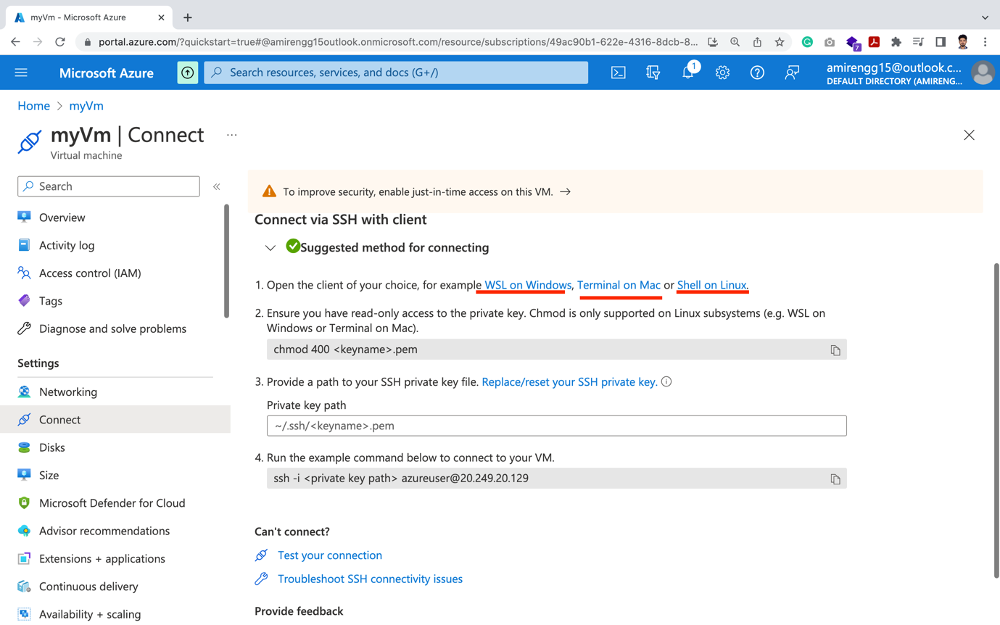 myVm - Microsoft Azure
portal.azure.com/?quickstart=true#@amirengg15outlook.onmicrosoft.com/resource/subscriptions/49ac90b1-622e-4316-8dcb-8...
7
Microsoft Azure
Search resources, services, and docs (G+/)
1
amirengg15@outlook.c...
DEFAULT DIRECTORY (AMIRENG...
Home > myVm
myVm | Connect ...
Virtual machine
Search
«
Overview
Activity log
Access control (IAM)
Tags
Diagnose and solve problems
Settings
Networking
Connect
Disks
Size
Microsoft Defender for Cloud
Advisor recommendations
Extensions + applications
Continuous delivery
Availability + scaling
To improve security, enable just-in-time access on this VM. →
Connect via SSH with client
Suggested method for connecting
1. Open the client of your choice, for example WSL on Windows, Terminal on Mac or Shell on Linux.
2. Ensure you have read-only access to the private key. Chmod is only supported on Linux subsystems (e.g. WSL on
Windows or Terminal on Mac).
chmod 400 <keyname>.pem
3. Provide a path to your SSH private key file. Replace/reset your SSH private key.
Private key path
~/.ssh/<keyname>.pem
4. Run the example command below to connect to your VM.
ssh -i <private key path> azureuser@20.249.20.129
Can't connect?
Test your connection
Troubleshoot SSH connectivity issues
Provide feedback